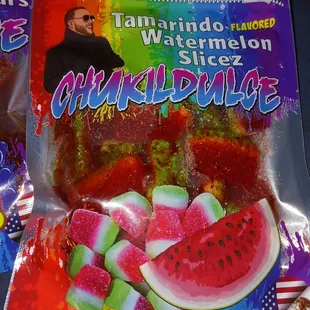 Tamarindo-FLAVORED
Watermelon
Slicez
CHUKILDULCE